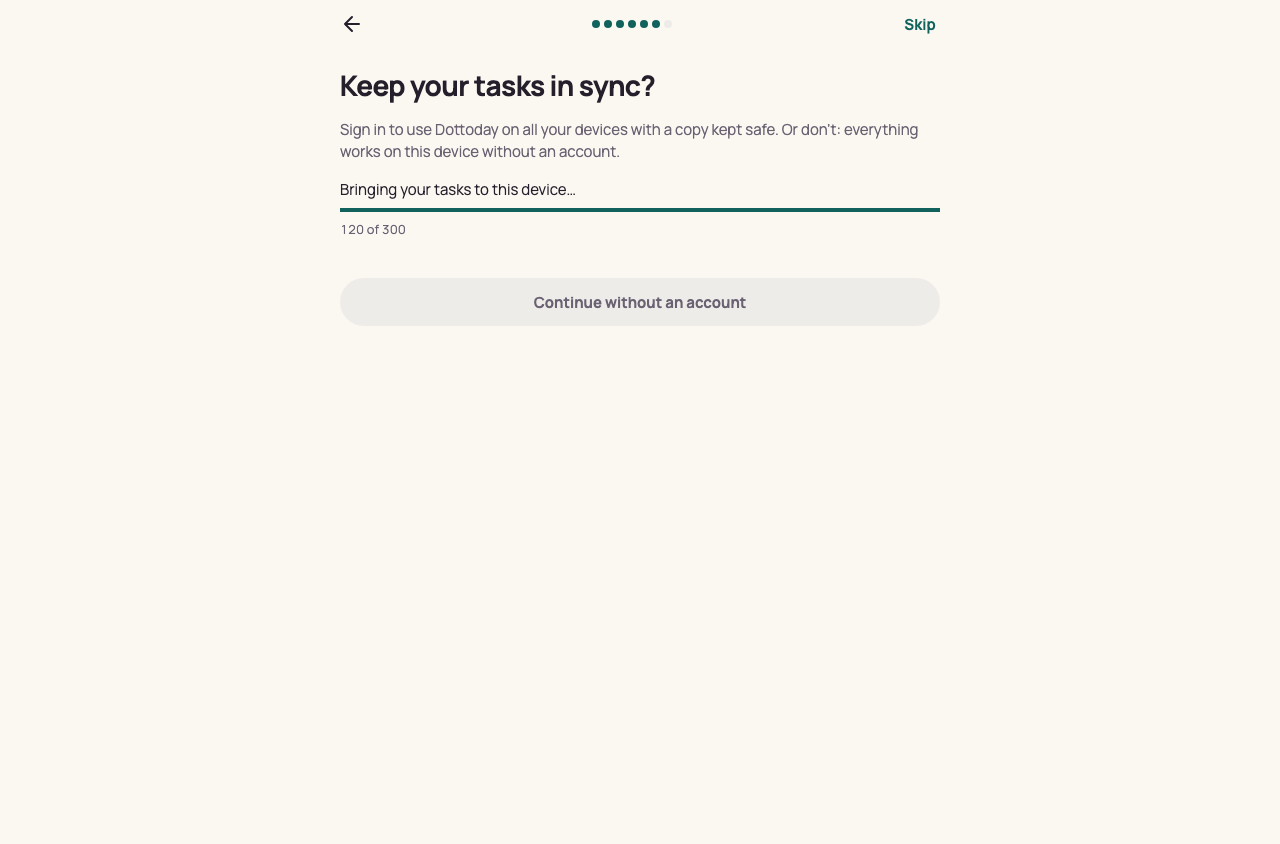 Skip
Keep your tasks in sync?
Sign in to use Dottoday on all your devices with a copy kept safe. Or don't: everything
works on this device without an account.
Bringing your tasks to this device…
120 of 300
Continue without an account